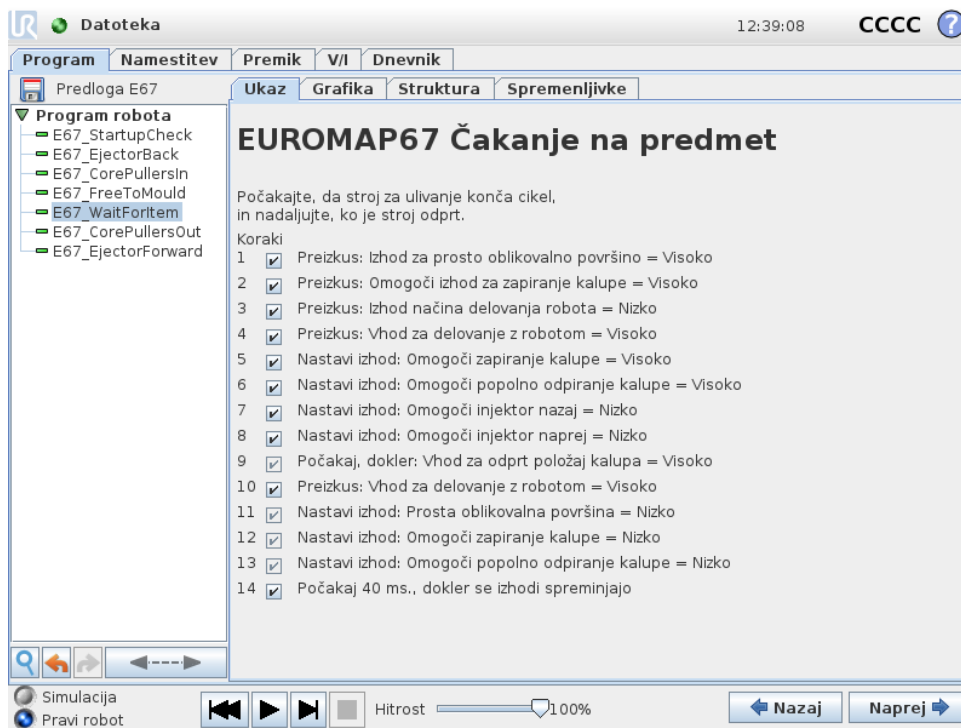 UR Datoteka 12:39:08 CCCC ?
Program Namestitev Premik V/I Dnevnik
Predloga E67
Ukaz Grafika Struktura Spremenljivke
Program robota
E67_StartupCheck
E67_EjectorBack
E67_CorePullersIn
E67_FreeToMould
E67_WaitForItem
E67_CorePullersOut
E67_EjectorForward
EUROMAP67 Čakanje na predmet
Počakajte, da stroj za ulivanje konča cikel,
in nadaljujte, ko je stroj odprt.
Koraki
1 Preizkus: Izhod za prosto oblikovalno površino = Visoko
2 Preizkus: Omogoči izhod za zapiranje kalupe = Visoko
3 Preizkus: Izhod načina delovanja robota = Nizko
4 Preizkus: Vhod za delovanje z robotom = Visoko
5 Nastavi izhod: Omogoči zapiranje kalupe = Visoko
6 Nastavi izhod: Omogoči popolno odpiranje kalupe = Visoko
7 Nastavi izhod: Omogoči injektor nazaj = Nizko
8 Nastavi izhod: Omogoči injektor naprej = Nizko
9 Počakaj, dokler: Vhod za odprt položaj kalupa = Visoko
10 Preizkus: Vhod za delovanje z robotom = Visoko
11 Nastavi izhod: Prosta oblikovalna površina = Nizko
12 Nastavi izhod: Omogoči zapiranje kalupe = Nizko
13 Nastavi izhod: Omogoči popolno odpiranje kalupe = Nizko
14 Počakaj 40 ms., dokler se izhodi spreminjajo
Simulacija
Pravi robot
Hitrost 100%
Nazaj Naprej